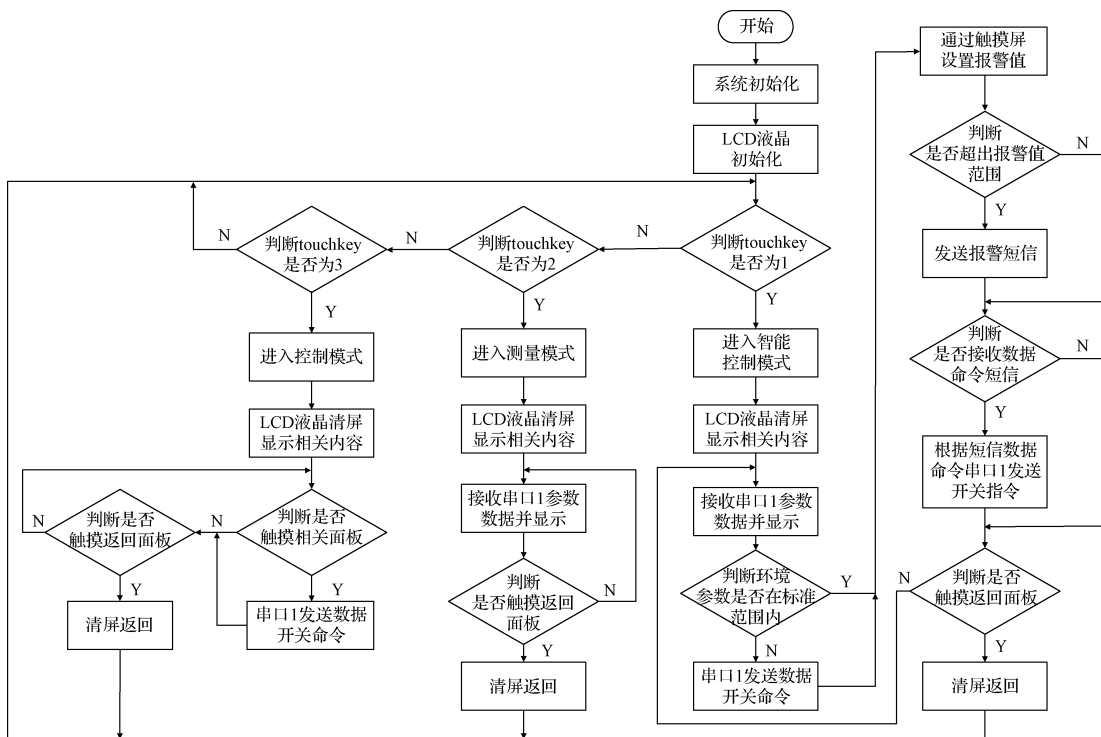 开始
系统初始化
LCD液晶
初始化
判断touchkey
是否为1
N
Y
判断touchkey
是否为2
N
Y
判断touchkey
是否为3
N
Y
进入控制模式
LCD液晶清屏
显示相关内容
判断是否
触摸相关面板
N
Y
判断是否
触摸返回面板
N
Y
串口1发送数据
开关命令
清屏返回
进入测量模式
LCD液晶清屏
显示相关内容
接收串口1参数
数据并显示
判断
是否触摸返回
面板
N
Y
清屏返回
进入智能
控制模式
LCD液晶清屏
显示相关内容
接收串口1参数
数据并显示
判断环境
参数是否在标准
范围内
Y
N
串口1发送数据
开关命令
通过触摸屏
设置报警值
判断
是否超出报警值
范围
N
Y
发送报警短信
判断
是否接收数据
命令短信
N
Y
根据短信数据
命令串口1发送
开关指令
判断是否
触摸返回面板
N
Y
清屏返回